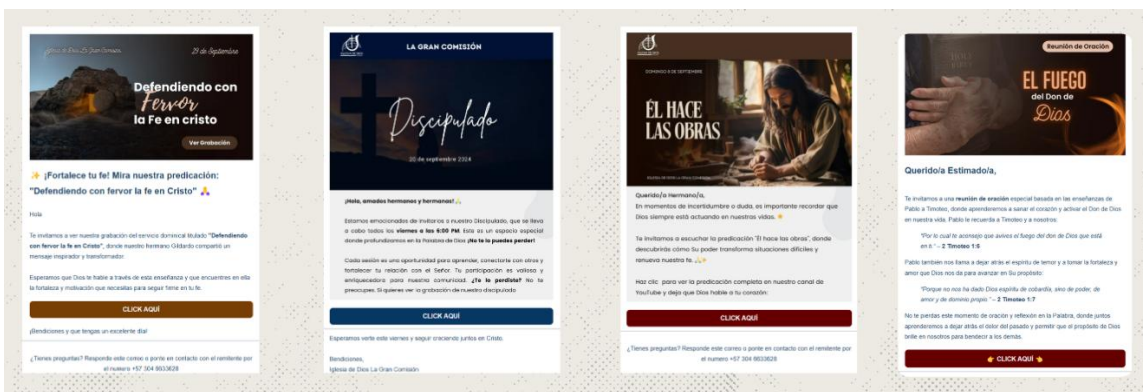 Iglesia de Dios La Gran Comisión
29 de Septiembre
Defendiendo con
Fervor
la Fe en cristo
Ver Grabación
✨ ¡Fortalece tu fe! Mira nuestra predicación:
"Defendiendo con fervor la fe en Cristo" 🙏
Hola
Te invitamos a ver nuestra grabación del servicio dominical titulado "Defendiendo
con fervor la fe en Cristo", donde nuestro hermano Gildardo compartió un
mensaje inspirador y transformador.
Esperamos que Dios te hable a través de esta enseñanza y que encuentres en ella
la fortaleza y motivación que necesitas para seguir firme en tu fe.
CLICK AQUÍ
¡Bendiciones y que tengas un excelente día!
¿Tienes preguntas? Responde este correo o ponte en contacto con el remitente por
el numero +57 304 6633628
LA GRAN COMISIÓN
Discipulado
20 de septiembre 2024
¡Hola, amados hermanos y hermanas!🙏
Estamos emocionados de invitarlos a nuestro Discipulado, que se lleva
a cabo todos los viernes a las 6:00 PM. Este es un espacio especial
donde profundizamos en la Palabra de Dios ¡No te lo puedes perder!
Cada sesión es una oportunidad para aprender, conectarte con otros y
fortalecer tu relación con el Señor. Tu participación es valiosa y
enriquecedora para nuestra comunidad. ¿Te lo perdiste? No te
preocupes. Si quieres ver la grabación de nuestro discipulado
CLICK AQUÍ
Esperamos verte este viernes y seguir creciendo juntos en Cristo.
Bendiciones,
Iglesia de Dios La Gran Comisión.
DOMINGO 8 DE SEPTIEMBRE
ÉL HACE
LAS OBRAS
IGLESIA DE DIOS LA GRAN COMISIÓN
Querido/a Hermano/a,
En momentos de incertidumbre o duda, es importante recordar que
Dios siempre está actuando en nuestras vidas. 🌟
Te invitamos a escuchar la predicación "Él hace las obras", donde
descubrirás cómo Su poder transforma situaciones difíciles y
renueva nuestra fe. 🙏✨
Haz clic para ver la predicación completa en nuestro canal de
YouTube y deja que Dios hable a tu corazón:
CLICK AQUÍ
¿Tienes preguntas? Responde este correo o ponte en contacto con el remitente por
el numero +57 304 6633628
Reunión de Oración
EL FUEGO
del Don de
Dios
Querido/a Estimado/a,
Te invitamos a una reunión de oración especial basada en las enseñanzas de
Pablo a Timoteo, donde aprenderemos a sanar el corazón y activar el Don de Dios
en nuestra vida. Pablo le recuerda a Timoteo y a nosotros:
"Por lo cual te aconsejo que avives el fuego del don de Dios que está
en ti." – 2 Timoteo 1:6
Pablo también nos llama a dejar atrás el espíritu de temor y a tomar la fortaleza y
amor que Dios nos da para avanzar en Su propósito:
"Porque no nos ha dado Dios espíritu de cobardía, sino de poder, de
amor y de dominio propio." – 2 Timoteo 1:7
No te pierdas este momento de oración y reflexión en la Palabra, donde juntos
aprenderemos a dejar atrás el dolor del pasado y permitir que el propósito de Dios
brille en nosotros para bendecir a los demás.
👉 CLICK AQUÍ 👈